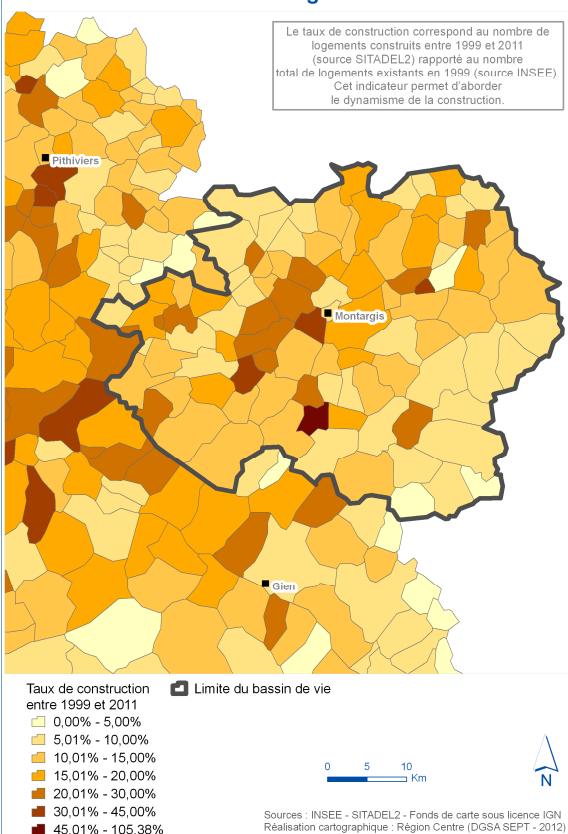 Le taux de construction correspond au nombre de
logements construits entre 1999 et 2011
(source SITADEL2) rapporté au nombre
total de logements existants en 1999 (source INSEE)
Cet indicateur permet d'aborder
le dynamisme de la construction.
Pithiviers
Montargis
Gien
Taux de construction
entre 1999 et 2011
Limite du bassin de vie
0,00% - 5,00%
5,01% - 10,00%
10,01% - 15,00%
15,01% - 20,00%
20,01% - 30,00%
30,01% - 45,00%
45,01% - 105,38%
0 5 10
Km
N
Sources : INSEE - SITADEL2 - Fonds de carte sous licence IGN
Réalisation cartographique : Région Centre (DGSA SEPT - 2012)